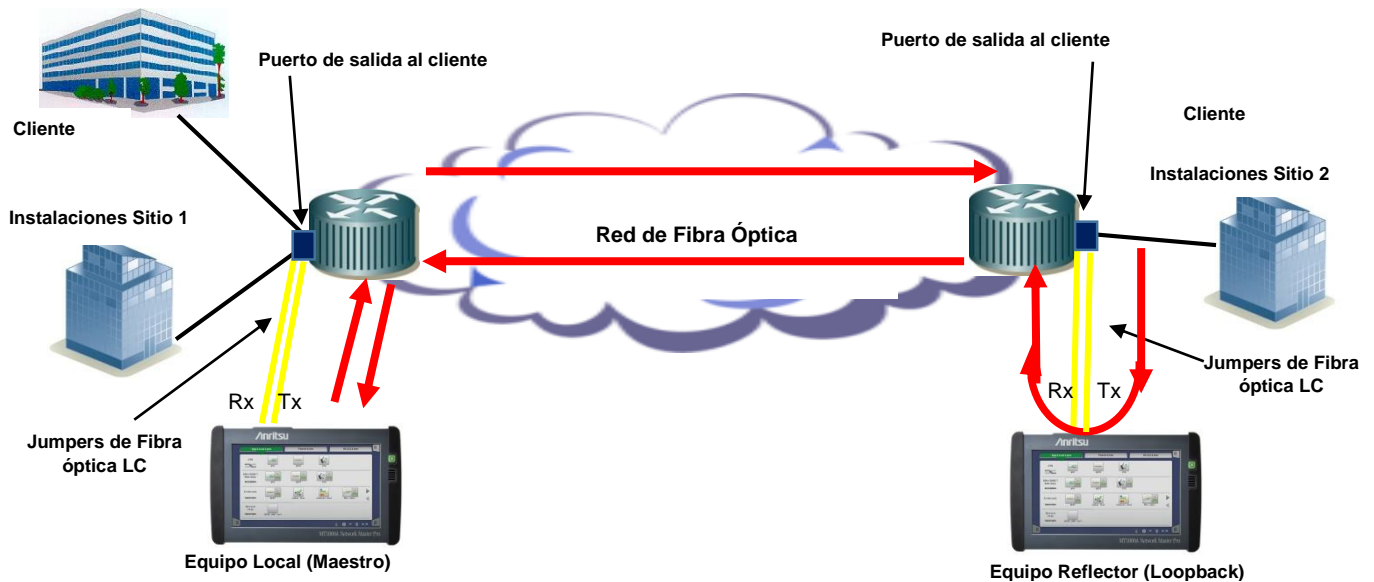 Puerto de salida al cliente
Puerto de salida al cliente
Cliente
Cliente
Instalaciones Sitio 1
Instalaciones Sitio 2
Red de Fibra Óptica
Rx
Tx
Rx
Tx
Jumpers de Fibra
óptica LC
Jumpers de Fibra
óptica LC
Anritsu
Anritsu
Equipo Local (Maestro)
Equipo Reflector (Loopback)